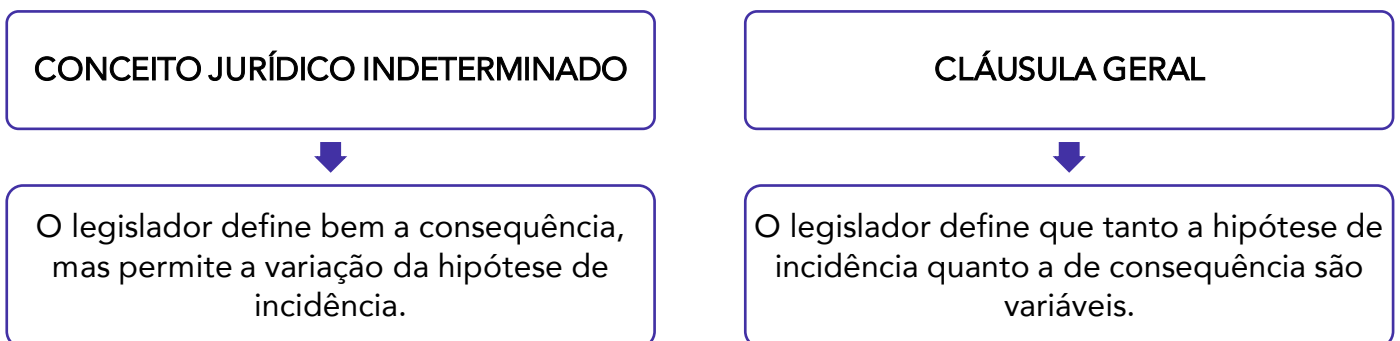 CONCEITO JURÍDICO INDETERMINADO
O legislador define bem a consequência,
mas permite a variação da hipótese de
incidência.
CLÁUSULA GERAL
O legislador define que tanto a hipótese de
incidência quanto a de consequência são
variáveis.